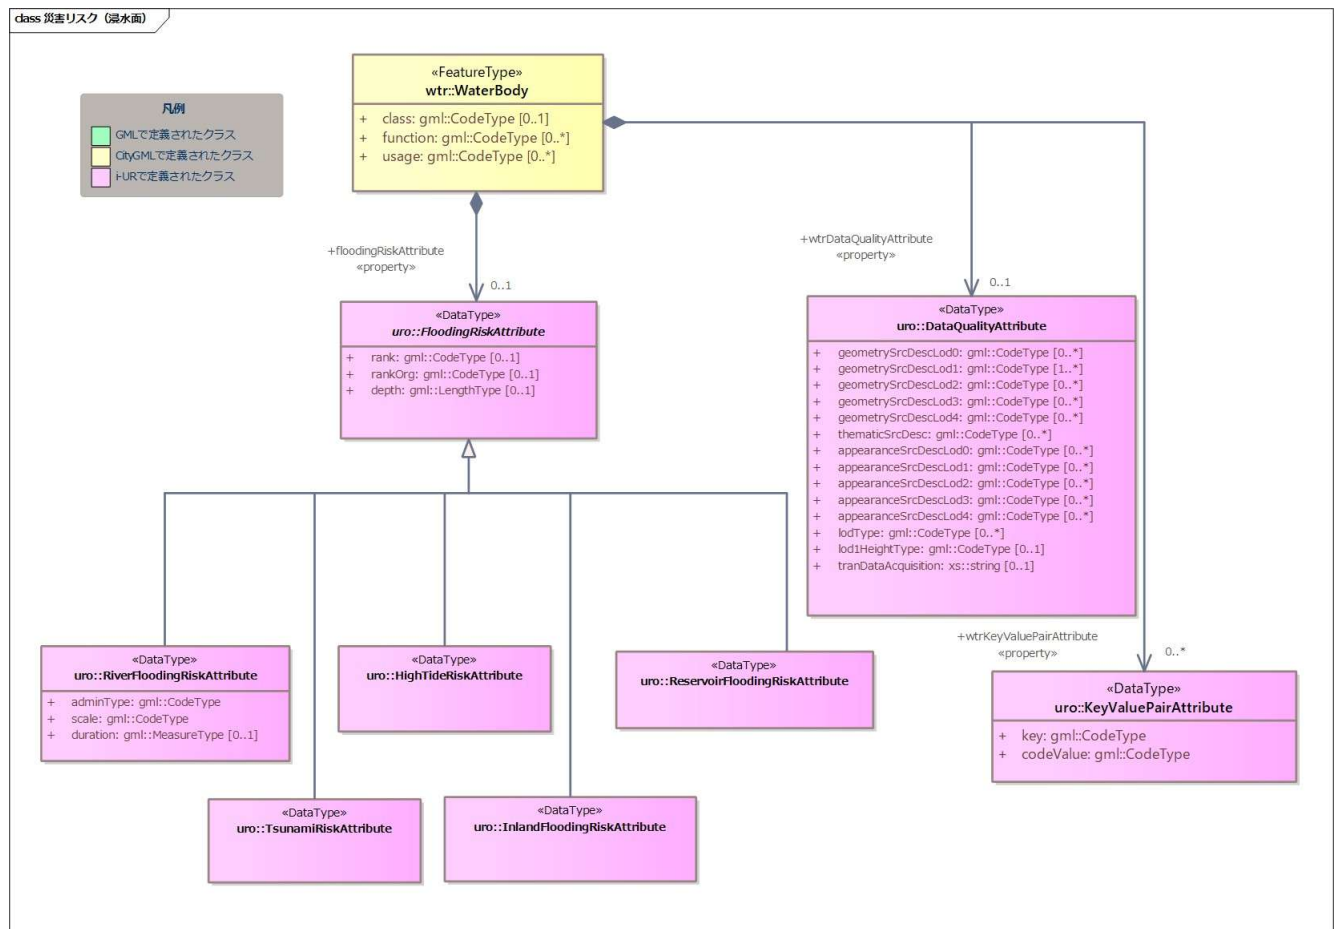 class 災害リスク（浸水面）
«FeatureType»
wtr::WaterBody
+ class: gml::CodeType [0..1]
+ function: gml::CodeType [0..*]
+ usage: gml::CodeType [0..*]
凡例
GMLで定義されたクラス
CityGMLで定義されたクラス
i-URで定義されたクラス
+floodingRiskAttribute
«property»
0..1
+wtrDataQualityAttribute
«property»
0..1
«DataType»
uro::FloodingRiskAttribute
+ rank: gml::CodeType [0..1]
+ rankOrg: gml::CodeType [0..1]
+ depth: gml::LengthType [0..1]
«DataType»
uro::DataQualityAttribute
+ geometrySrcDescLod0: gml::CodeType [0..*]
+ geometrySrcDescLod1: gml::CodeType [1..*]
+ geometrySrcDescLod2: gml::CodeType [0..*]
+ geometrySrcDescLod3: gml::CodeType [0..*]
+ geometrySrcDescLod4: gml::CodeType [0..*]
+ thematicSrcDesc: gml::CodeType [0..*]
+ appearanceSrcDescLod0: gml::CodeType [0..*]
+ appearanceSrcDescLod1: gml::CodeType [0..*]
+ appearanceSrcDescLod2: gml::CodeType [0..*]
+ appearanceSrcDescLod3: gml::CodeType [0..*]
+ appearanceSrcDescLod4: gml::CodeType [0..*]
+ lodType: gml::CodeType [0..*]
+ lod1HeightType: gml::CodeType [0..1]
+ tranDataAcquisition: xs::string [0..1]
+wtrKeyValuePairAttribute
«property»
0..*
«DataType»
uro::RiverFloodingRiskAttribute
+ adminType: gml::CodeType
+ scale: gml::CodeType
+ duration: gml::MeasureType [0..1]
«DataType»
uro::HighTideRiskAttribute
«DataType»
uro::ReservoirFloodingRiskAttribute
«DataType»
uro::KeyValuePairAttribute
+ key: gml::CodeType
+ codeValue: gml::CodeType
«DataType»
uro::TsunamiRiskAttribute
«DataType»
uro::InlandFloodingRiskAttribute